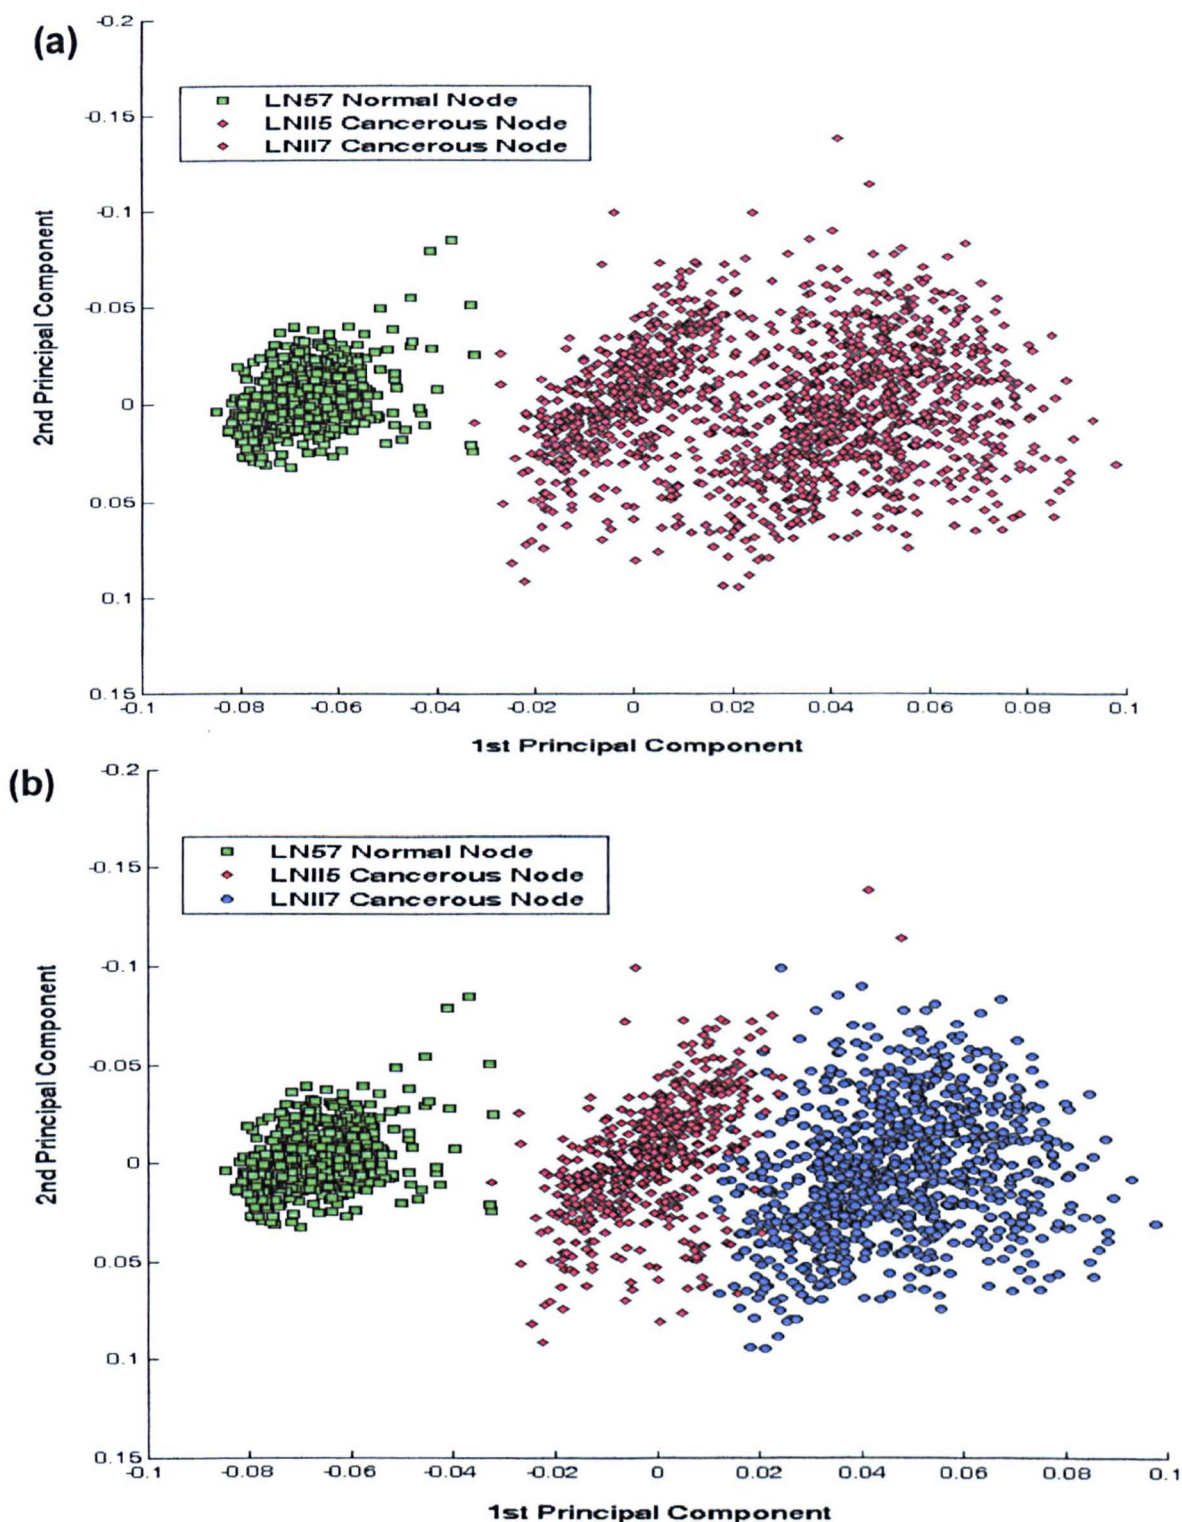 (a)
-0.2
-0.15
-0.1
-0.05
0
0.05
0.1
0.15
2nd Principal Component
LN57 Normal Node
LNII5 Cancerous Node
LNII7 Cancerous Node
-0.1 -0.08 -0.06 -0.04 -0.02 0 0.02 0.04 0.06 0.08 0.1
1st Principal Component
(b)
-0.2
-0.15
-0.1
-0.05
0
0.05
0.1
0.15
2nd Principal Component
LN57 Normal Node
LNII5 Cancerous Node
LNII7 Cancerous Node
-0.1 -0.08 -0.06 -0.04 -0.02 0 0.02 0.04 0.06 0.08 0.1
1st Principal Component